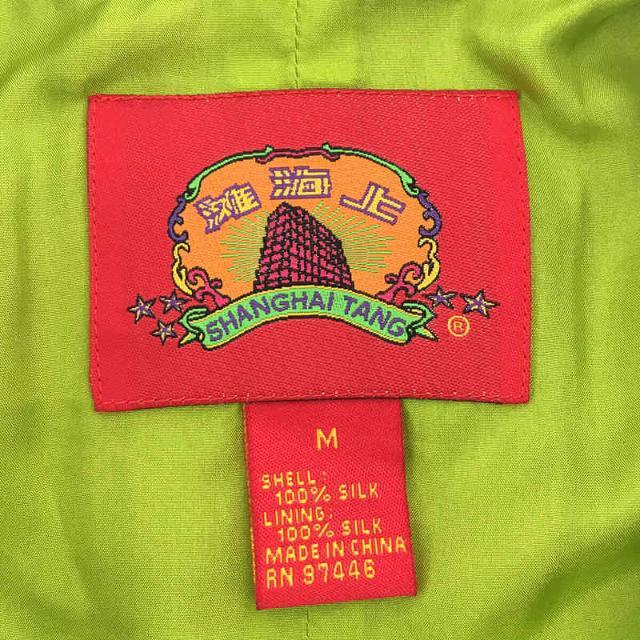 上海灘
SHANGHAI TANG
®
M
SHELL:
100% SILK
LINING:
100% SILK
MADE IN CHINA
RN 97446